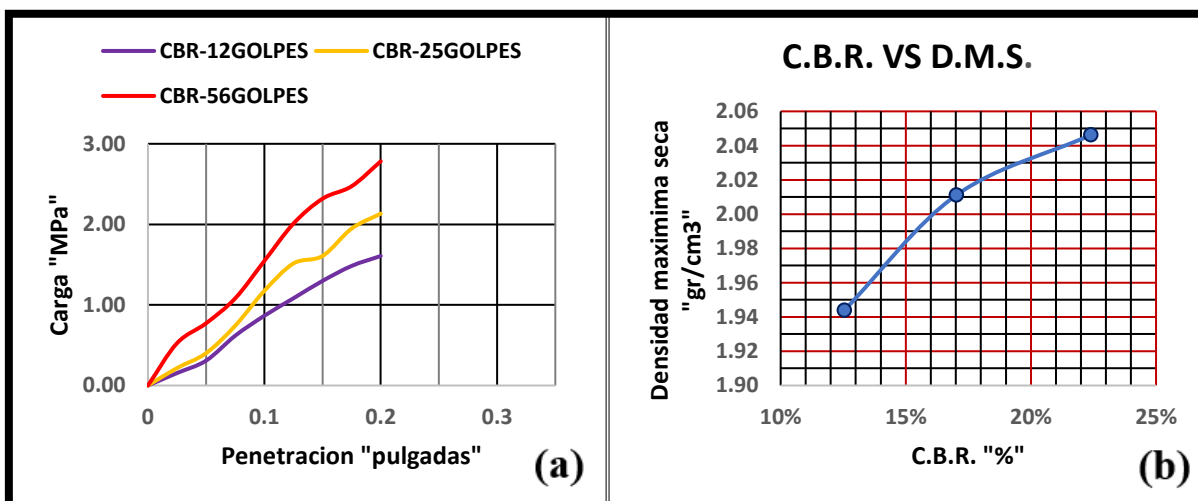 CBR-12GOLPES
CBR-25GOLPES
CBR-56GOLPES
3.00
2.00
1.00
0.00
Carga "MPa"
0
0.1
0.2
0.3
Penetracion "pulgadas"
(a)
C.B.R. VS D.M.S.
2.06
2.04
2.02
2.00
1.98
1.96
1.94
1.92
1.90
Densidad maximima seca
"gr/cm3"
10%
15%
20%
25%
C.B.R. "%"
(b)